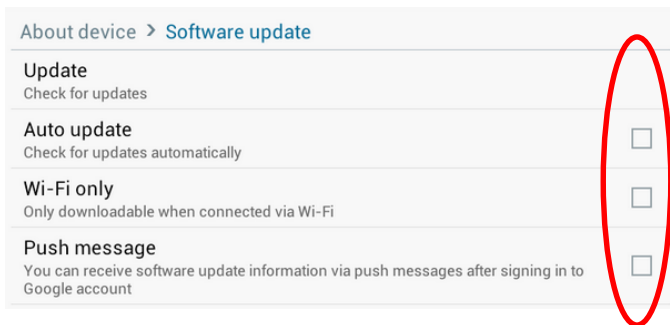 About device > Software update
Update
Check for updates
Auto update
Check for updates automatically
Wi-Fi only
Only downloadable when connected via Wi-Fi
Push message
You can receive software update information via push messages after signing in to
Google account